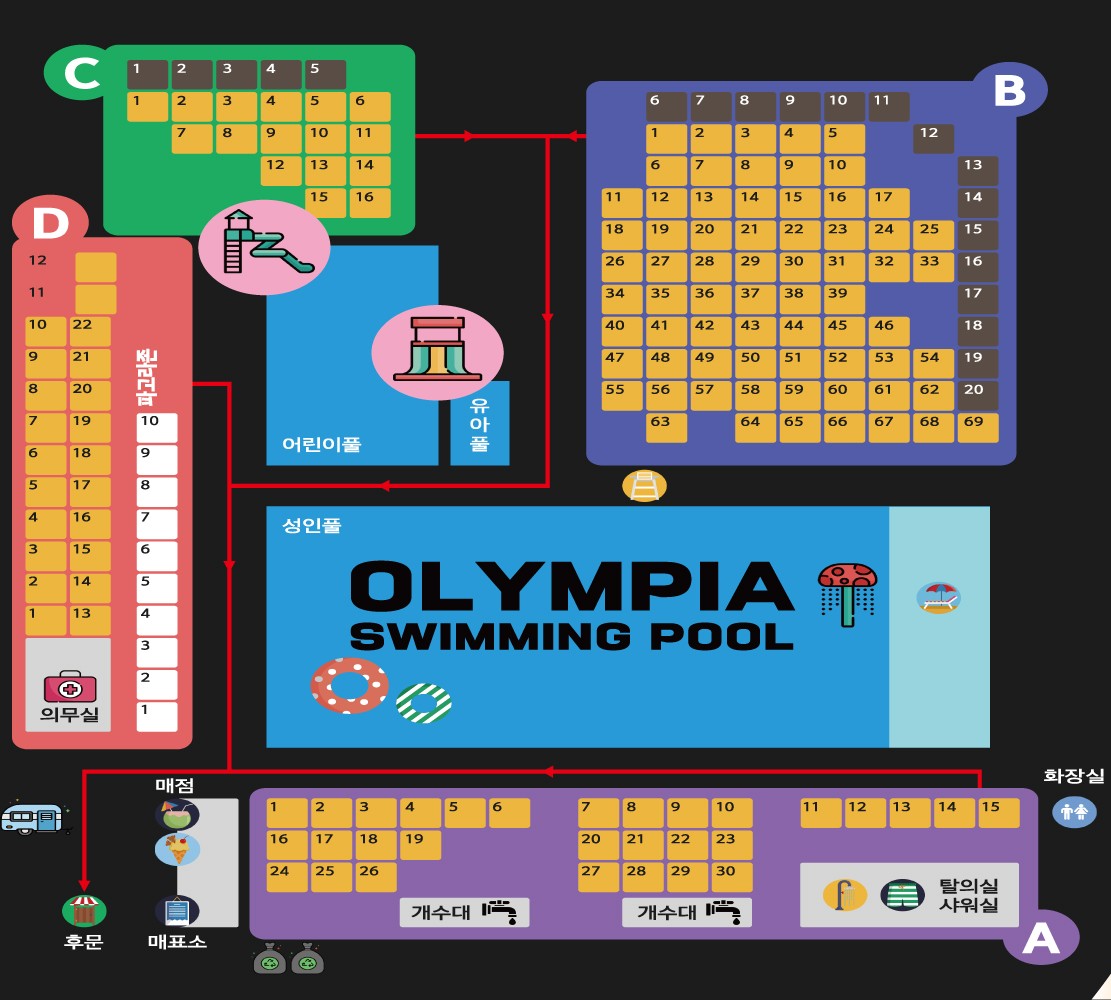 C
1 2 3 4 5
1 2 3 4 5 6
7 8 9 10 11
12 13 14
15 16
B
6 7 8 9 10 11
1 2 3 4 5 12
6 7 8 9 10 13
11 12 13 14 15 16 17 14
18 19 20 21 22 23 24 25 15
26 27 28 29 30 31 32 33 16
34 35 36 37 38 39 17
40 41 42 43 44 45 46 18
47 48 49 50 51 52 53 54 19
55 56 57 58 59 60 61 62 20
63 64 65 66 67 68 69
D
12
11
10 22
9 21
8 20
7 19
6 18
5 17
4 16
3 15
2 14
1 13
의무실
파고라존
10
9
8
7
6
5
4
3
2
1
어린이풀
유
아
풀
성인풀
OLYMPIA
SWIMMING POOL
매점
매표소
후문
화장실
1 2 3 4 5 6 7 8 9 10 11 12 13 14 15
16 17 18 19 20 21 22 23
24 25 26 27 28 29 30
개수대
개수대
탈의실
샤워실
A